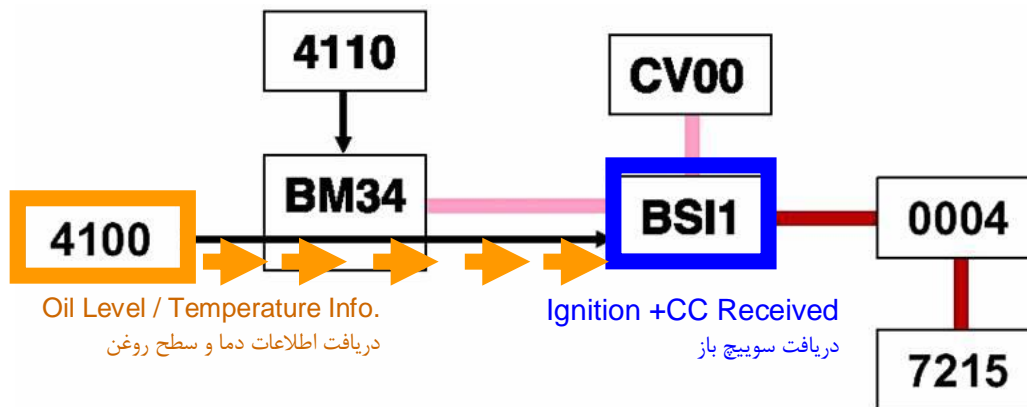 4110
CV00
BM34
BSI1
4100
0004
Oil Level / Temperature Info.
دریافت اطلاعات دما و سطح روغن
Ignition +CC Received
دریافت سوییچ باز
7215